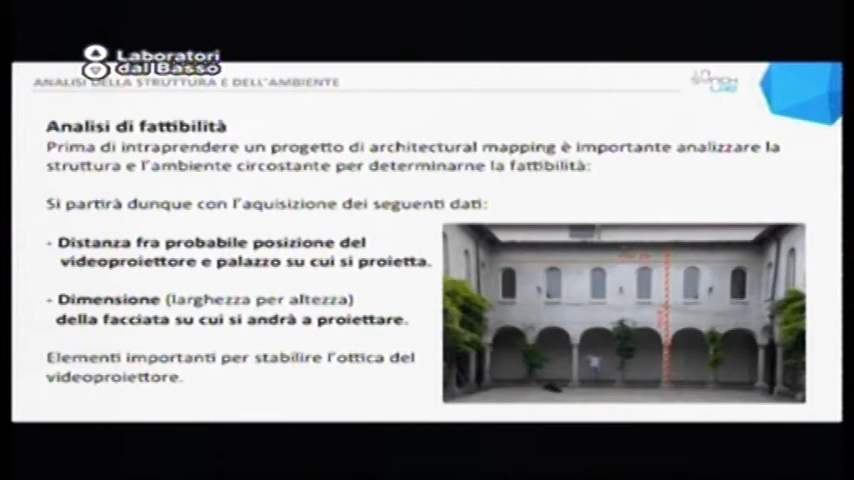 Laboratori
dal Basso
ANALISI DELLA STRUTTURA E DELL'AMBIENTE
Analisi di fattibilità
Prima di intraprendere un progetto di architectural mapping è importante analizzare la
struttura e l'ambiente circostante per determinarne la fattibilità:
Si partirà dunque con l'aquisizione dei seguenti dati:
- Distanza fra probabile posizione del
videoproiettore e palazzo su cui si proietta.
- Dimensione (larghezza per altezza)
della facciata su cui si andrà a proiettare.
Elementi importanti per stabilire l'ottica del
videoproiettore.